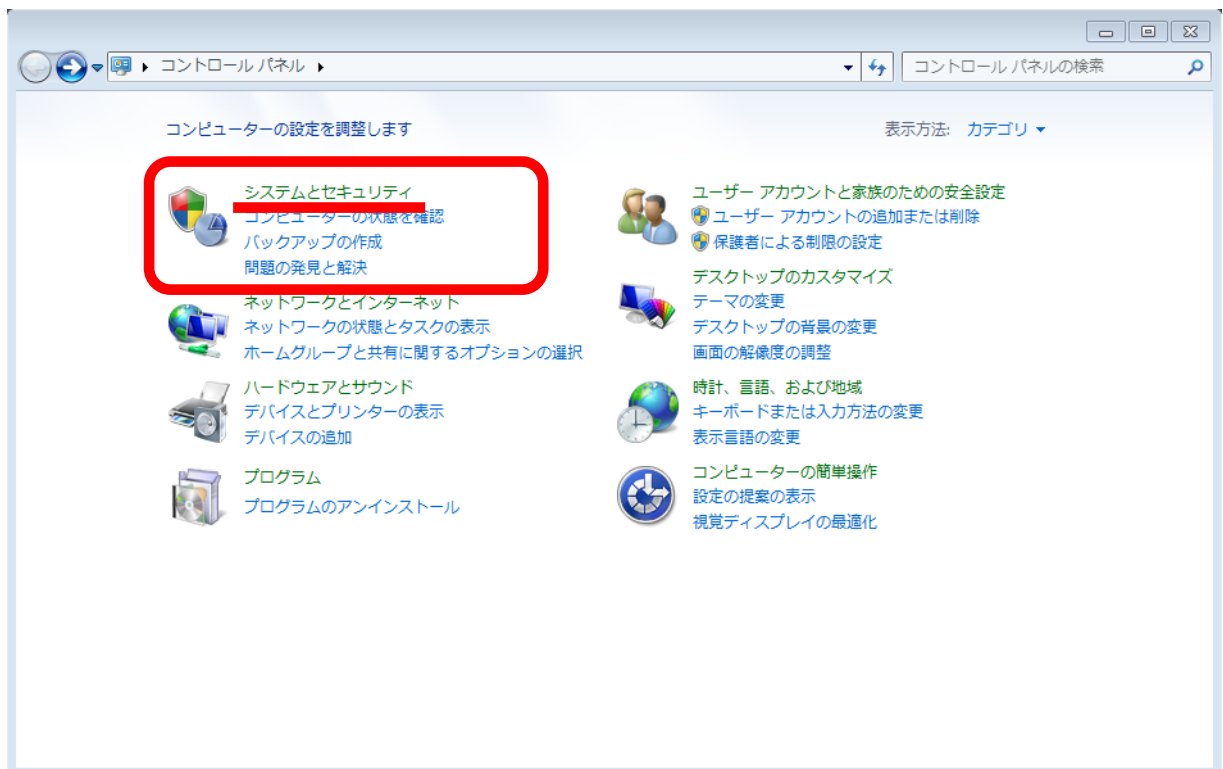 コントロール パネル
コントロール パネルの検索
コンピューターの設定を調整します
表示方法: カテゴリ
システムとセキュリティ
コンピューターの状態を確認
バックアップの作成
問題の発見と解決
ネットワークとインターネット
ネットワークの状態とタスクの表示
ホームグループと共有に関するオプションの選択
ハードウェアとサウンド
デバイスとプリンターの表示
デバイスの追加
プログラム
プログラムのアンインストール
ユーザー アカウントと家族のための安全設定
ユーザー アカウントの追加または削除
保護者による制限の設定
デスクトップのカスタマイズ
テーマの変更
デスクトップの背景の変更
画面の解像度の調整
時計、言語、および地域
キーボードまたは入力方法の変更
表示言語の変更
コンピューターの簡単操作
設定の提案の表示
視覚ディスプレイの最適化